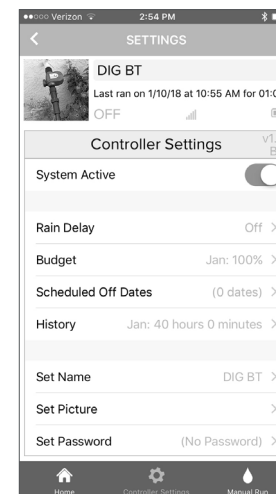 Verizon 2:54 PM
SETTINGS
DIG BT
Last ran on 1/10/18 at 10:55 AM for 01:0
OFF
Controller Settings v1.
B
System Active
Rain Delay Off
Budget Jan: 100%
Scheduled Off Dates (0 dates)
History Jan: 40 hours 0 minutes
Set Name DIG BT
Set Picture
Set Password (No Password)
Home Controller Settings Manual Run